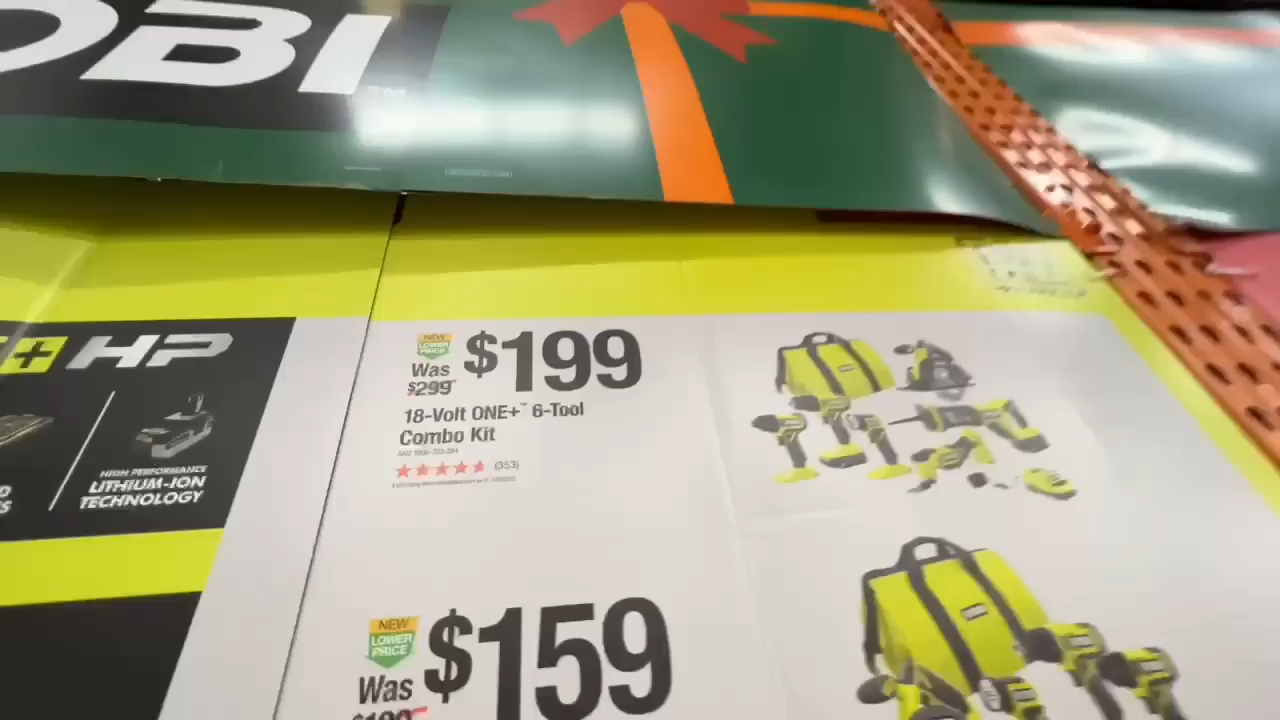 OBI
+ HP
HIGH PERFORMANCE
LITHIUM-ION
TECHNOLOGY
NEW
LOWER
PRICE
Was
$299
$199
18-Volt ONE+™ 6-Tool
Combo Kit
(353)
NEW
LOWER
PRICE
Was
$159